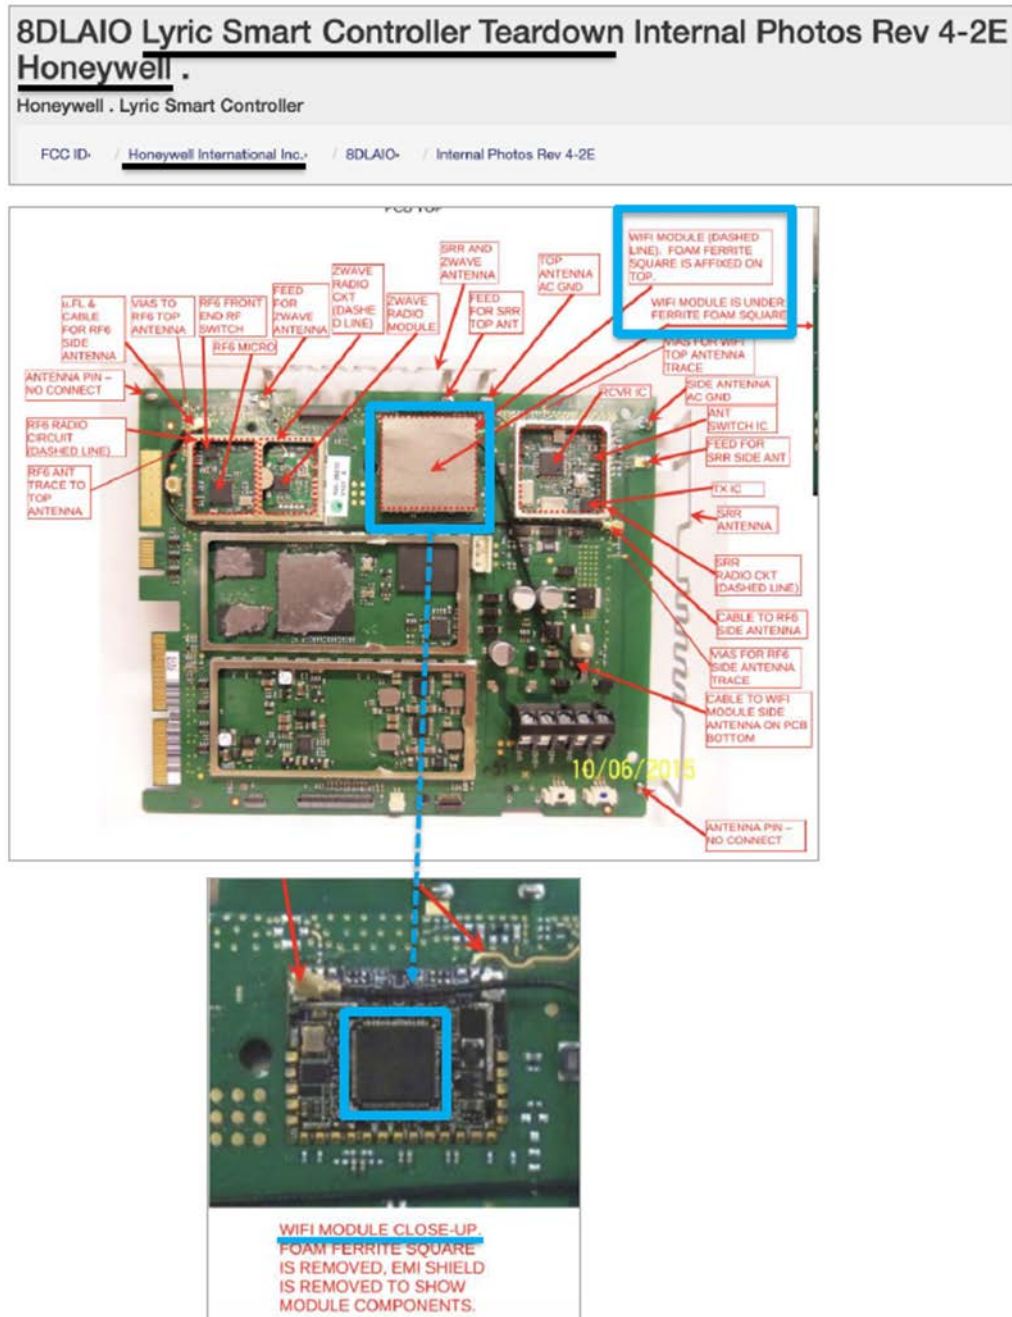 8DLAIO Lyric Smart Controller Teardown Internal Photos Rev 4-2E
Honeywell .
Honeywell . Lyric Smart Controller
FCC ID / Honeywell International Inc. / 8DLAIO / Internal Photos Rev 4-2E
PCB TOP
WIFI MODULE (DASHED
LINE). FOAM FERRITE
SQUARE IS AFFIXED ON
TOP.
WIFI MODULE IS UNDER
FERRITE FOAM SQUARE
SRR AND
ZWAVE
ANTENNA
TOP
ANTENNA
AC GND
ZWAVE
RADIO
CKT
(DASHE
D LINE)
FEED
FOR
ZWAVE
ANTENNA
ZWAVE
RADIO
MODULE
FEED
FOR SRR
TOP ANT
u.FL &
CABLE
FOR RF6
SIDE
ANTENNA
VIAS TO
RF6 TOP
ANTENNA
RF6 FRONT
END RF
SWITCH
RF6 MICRO
VIAS FOR WIFI
TOP ANTENNA
TRACE
ANTENNA PIN –
NO CONNECT
RF6 RADIO
CIRCUIT
(DASHED LINE)
RF6 ANT
TRACE TO
TOP
ANTENNA
RCVR IC
SIDE ANTENNA
AC GND
ANT
SWITCH IC
FEED FOR
SRR SIDE ANT
TX IC
SRR
ANTENNA
SRR
RADIO CKT
(DASHED LINE)
CABLE TO RF6
SIDE ANTENNA
VIAS FOR RF6
SIDE ANTENNA
TRACE
CABLE TO WIFI
MODULE SIDE
ANTENNA ON PCB
BOTTOM
10/06/2015
ANTENNA PIN –
NO CONNECT
WIFI MODULE CLOSE-UP.
FOAM FERRITE SQUARE
IS REMOVED, EMI SHIELD
IS REMOVED TO SHOW
MODULE COMPONENTS.